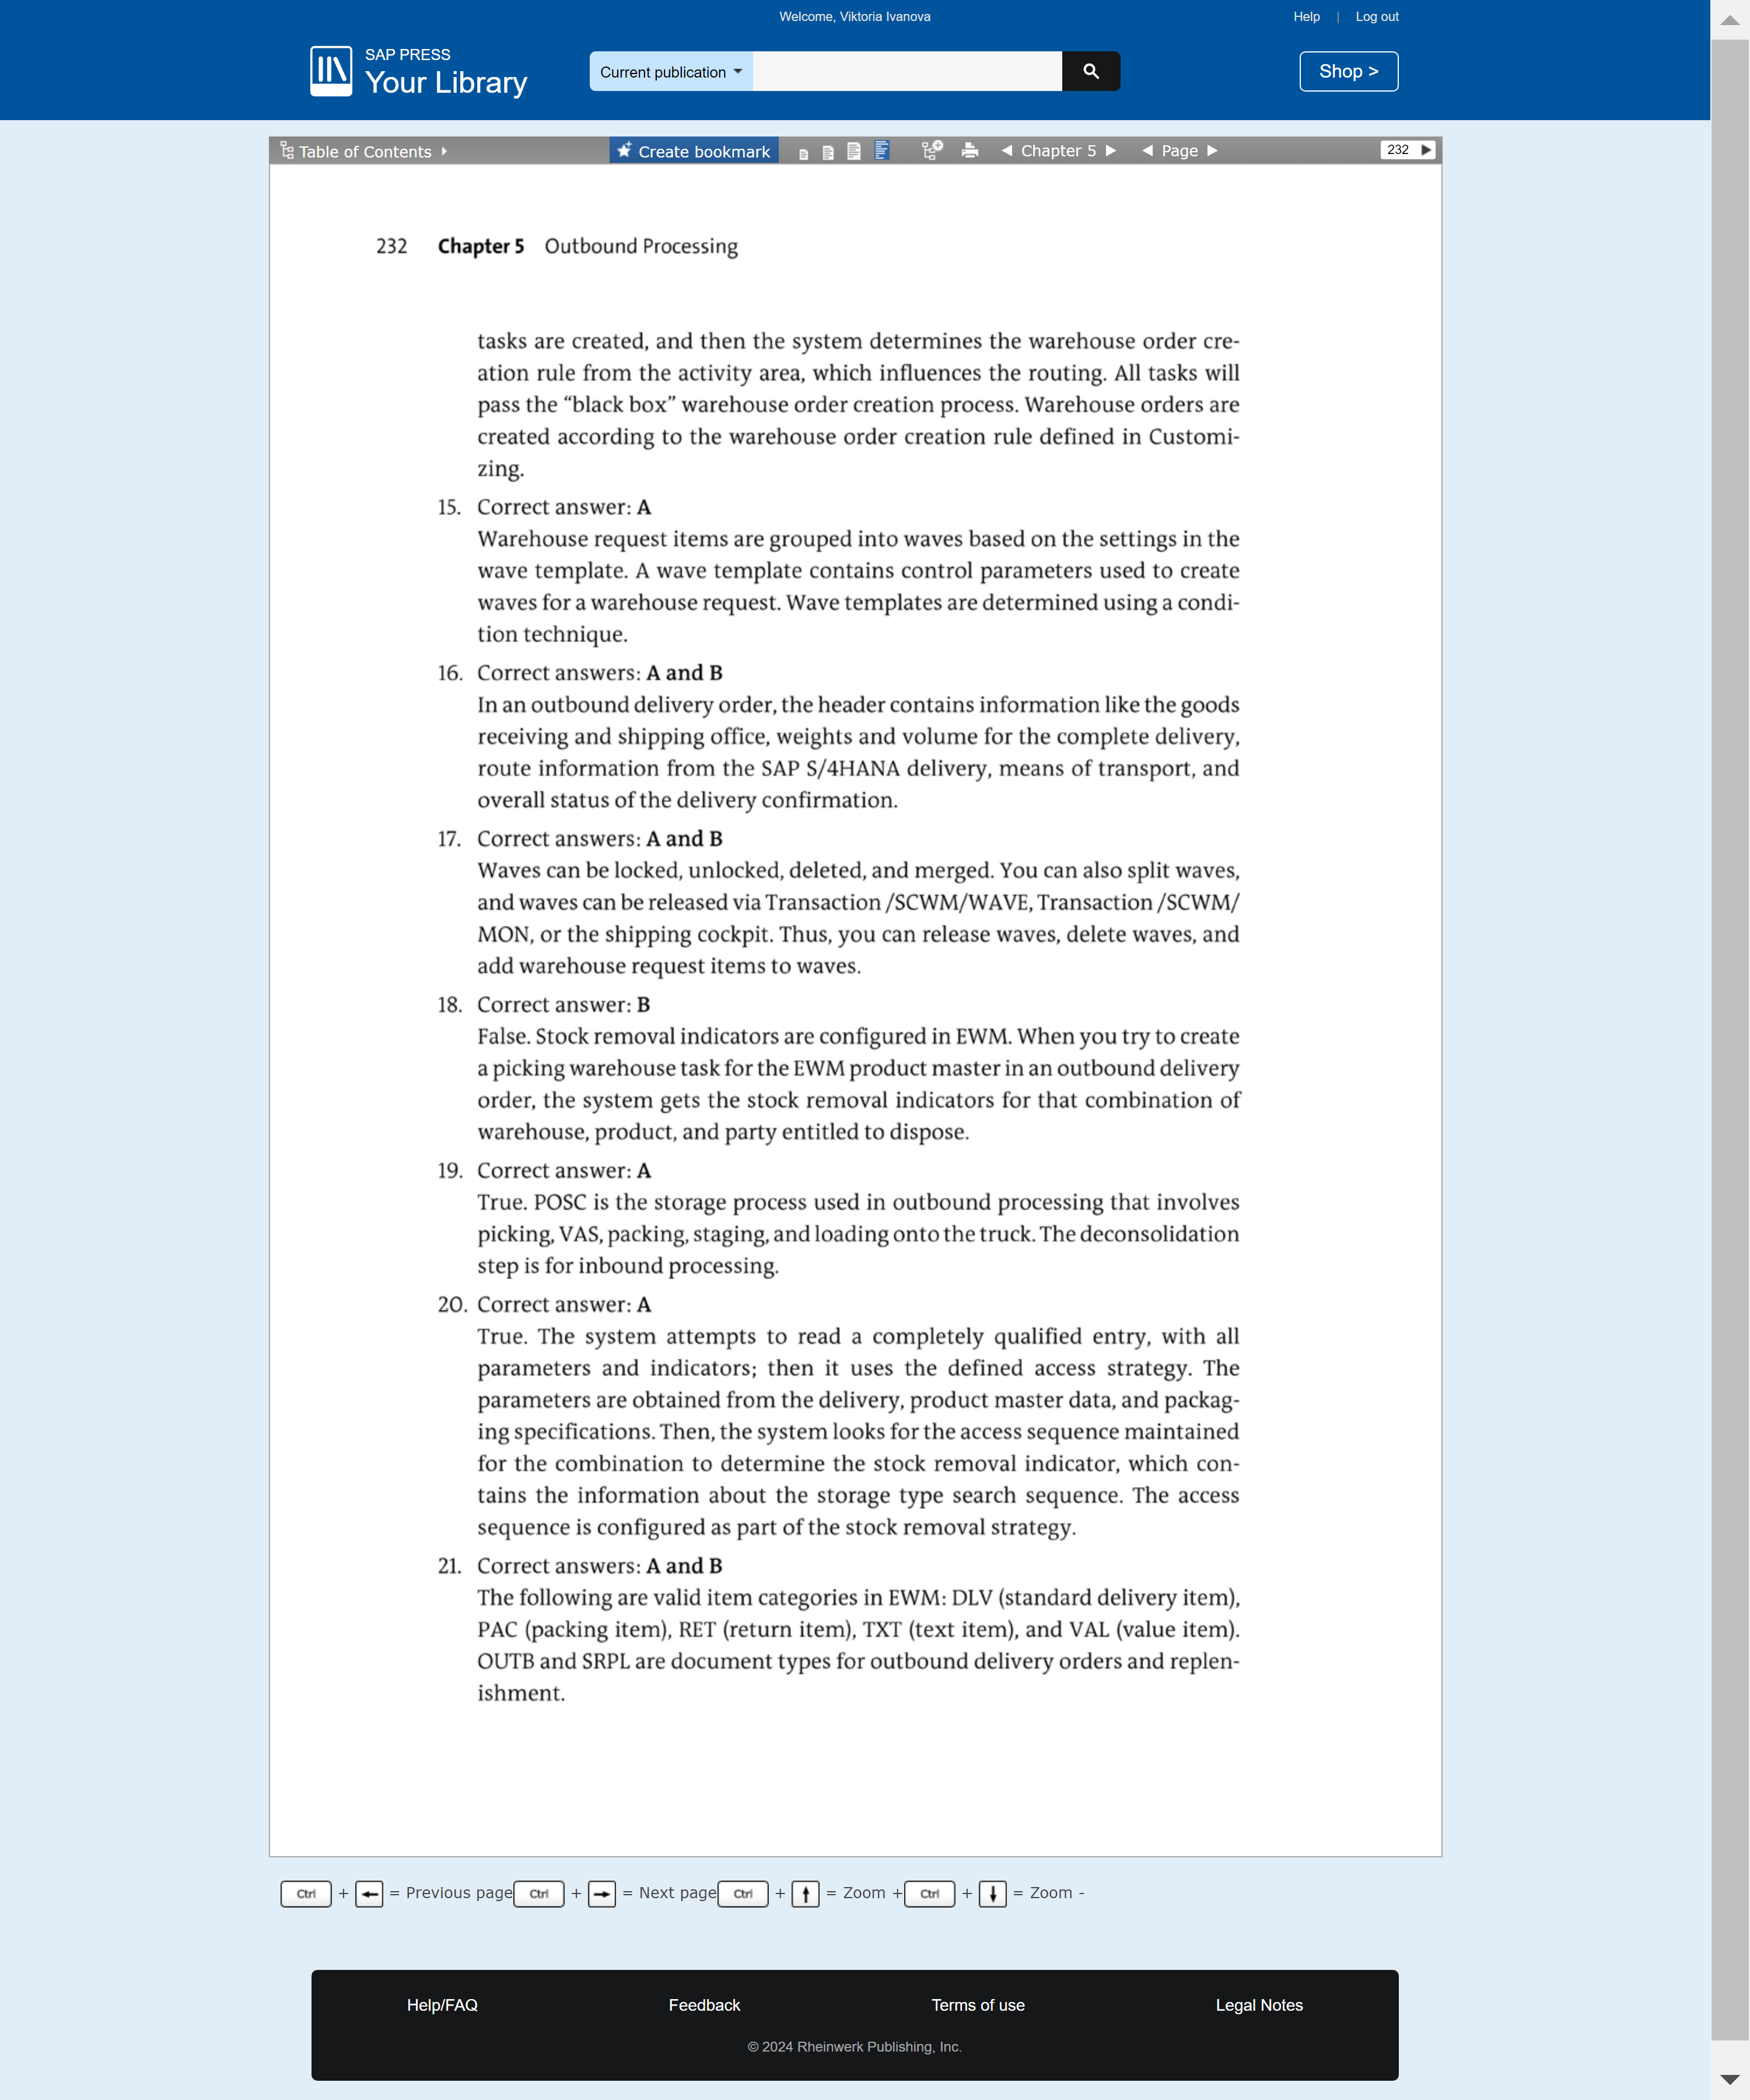 Welcome, Viktoria Ivanova
Help | Log out
SAP PRESS
Your Library
Current publication
Shop >
Table of Contents
Create bookmark
Chapter 5
Page
232
232 Chapter 5 Outbound Processing
tasks are created, and then the system determines the warehouse order cre-
ation rule from the activity area, which influences the routing. All tasks will
pass the “black box” warehouse order creation process. Warehouse orders are
created according to the warehouse order creation rule defined in Customi-
zing.
15. Correct answer: A
Warehouse request items are grouped into waves based on the settings in the
wave template. A wave template contains control parameters used to create
waves for a warehouse request. Wave templates are determined using a condi-
tion technique.
16. Correct answers: A and B
In an outbound delivery order, the header contains information like the goods
receiving and shipping office, weights and volume for the complete delivery,
route information from the SAP S/4HANA delivery, means of transport, and
overall status of the delivery confirmation.
17. Correct answers: A and B
Waves can be locked, unlocked, deleted, and merged. You can also split waves,
and waves can be released via Transaction /SCWM/WAVE, Transaction /SCWM/
MON, or the shipping cockpit. Thus, you can release waves, delete waves, and
add warehouse request items to waves.
18. Correct answer: B
False. Stock removal indicators are configured in EWM. When you try to create
a picking warehouse task for the EWM product master in an outbound delivery
order, the system gets the stock removal indicators for that combination of
warehouse, product, and party entitled to dispose.
19. Correct answer: A
True. POSC is the storage process used in outbound processing that involves
picking, VAS, packing, staging, and loading onto the truck. The deconsolidation
step is for inbound processing.
20. Correct answer: A
True. The system attempts to read a completely qualified entry, with all
parameters and indicators; then it uses the defined access strategy. The
parameters are obtained from the delivery, product master data, and packag-
ing specifications. Then, the system looks for the access sequence maintained
for the combination to determine the stock removal indicator, which con-
tains the information about the storage type search sequence. The access
sequence is configured as part of the stock removal strategy.
21. Correct answers: A and B
The following are valid item categories in EWM: DLV (standard delivery item),
PAC (packing item), RET (return item), TXT (text item), and VAL (value item).
OUTB and SRPL are document types for outbound delivery orders and replen-
ishment.
Ctrl + ← = Previous page Ctrl + → = Next page Ctrl + ↑ = Zoom + Ctrl + ↓ = Zoom -
Help/FAQ Feedback Terms of use Legal Notes
© 2024 Rheinwerk Publishing, Inc.